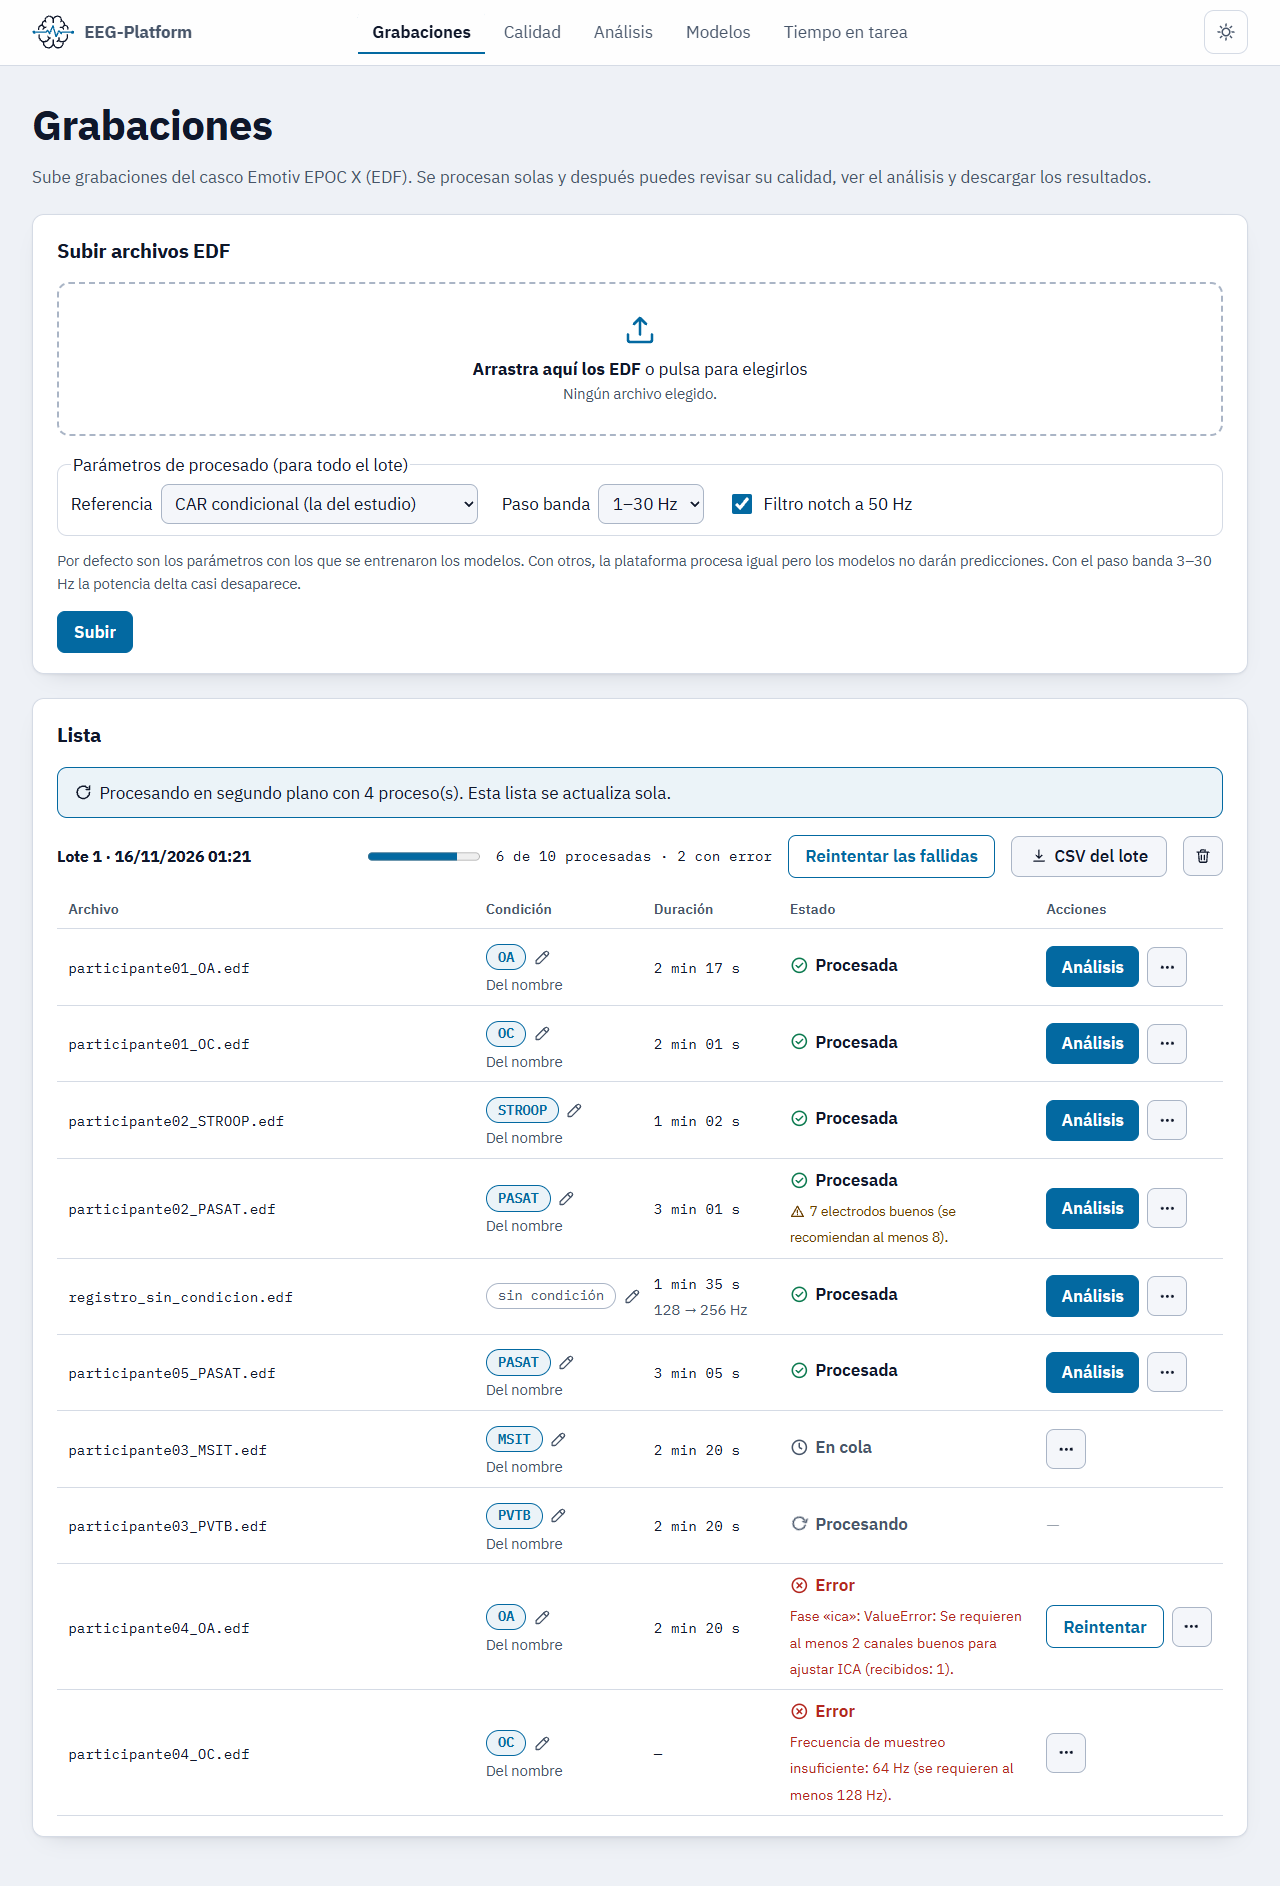 EEG-Platform
Grabaciones
Calidad
Análisis
Modelos
Tiempo en tarea
Grabaciones
Sube grabaciones del casco Emotiv EPOC X (EDF). Se procesan solas y después puedes revisar su calidad, ver el análisis y descargar los resultados.
Subir archivos EDF
Arrastra aquí los EDF o pulsa para elegirlos
Ningún archivo elegido.
Parámetros de procesado (para todo el lote)
Referencia CAR condicional (la del estudio) Paso banda 1–30 Hz Filtro notch a 50 Hz
Por defecto son los parámetros con los que se entrenaron los modelos. Con otros, la plataforma procesa igual pero los modelos no darán predicciones. Con el paso banda 3–30
Hz la potencia delta casi desaparece.
Subir
Lista
Procesando en segundo plano con 4 proceso(s). Esta lista se actualiza sola.
Lote 1 · 16/11/2026 01:21 6 de 10 procesadas · 2 con error Reintentar las fallidas CSV del lote
Archivo Condición Duración Estado Acciones
participante01_OA.edf OA 2 min 17 s Procesada Análisis ···
Del nombre
participante01_OC.edf OC 2 min 01 s Procesada Análisis ···
Del nombre
participante02_STROOP.edf STROOP 1 min 02 s Procesada Análisis ···
Del nombre
participante02_PASAT.edf PASAT 3 min 01 s Procesada Análisis ···
Del nombre
7 electrodos buenos (se
recomiendan al menos 8).
registro_sin_condicion.edf sin condición 1 min 35 s Procesada Análisis ···
128 → 256 Hz
participante05_PASAT.edf PASAT 3 min 05 s Procesada Análisis ···
Del nombre
participante03_MSIT.edf MSIT 2 min 20 s En cola ···
Del nombre
participante03_PVTB.edf PVTB 2 min 20 s Procesando —
Del nombre
participante04_OA.edf OA 2 min 20 s Error Reintentar ···
Del nombre
Fase «ica»: ValueError: Se requieren
al menos 2 canales buenos para
ajustar ICA (recibidos: 1).
participante04_OC.edf OC – Error ···
Del nombre
Frecuencia de muestreo
insuficiente: 64 Hz (se requieren al
menos 128 Hz).